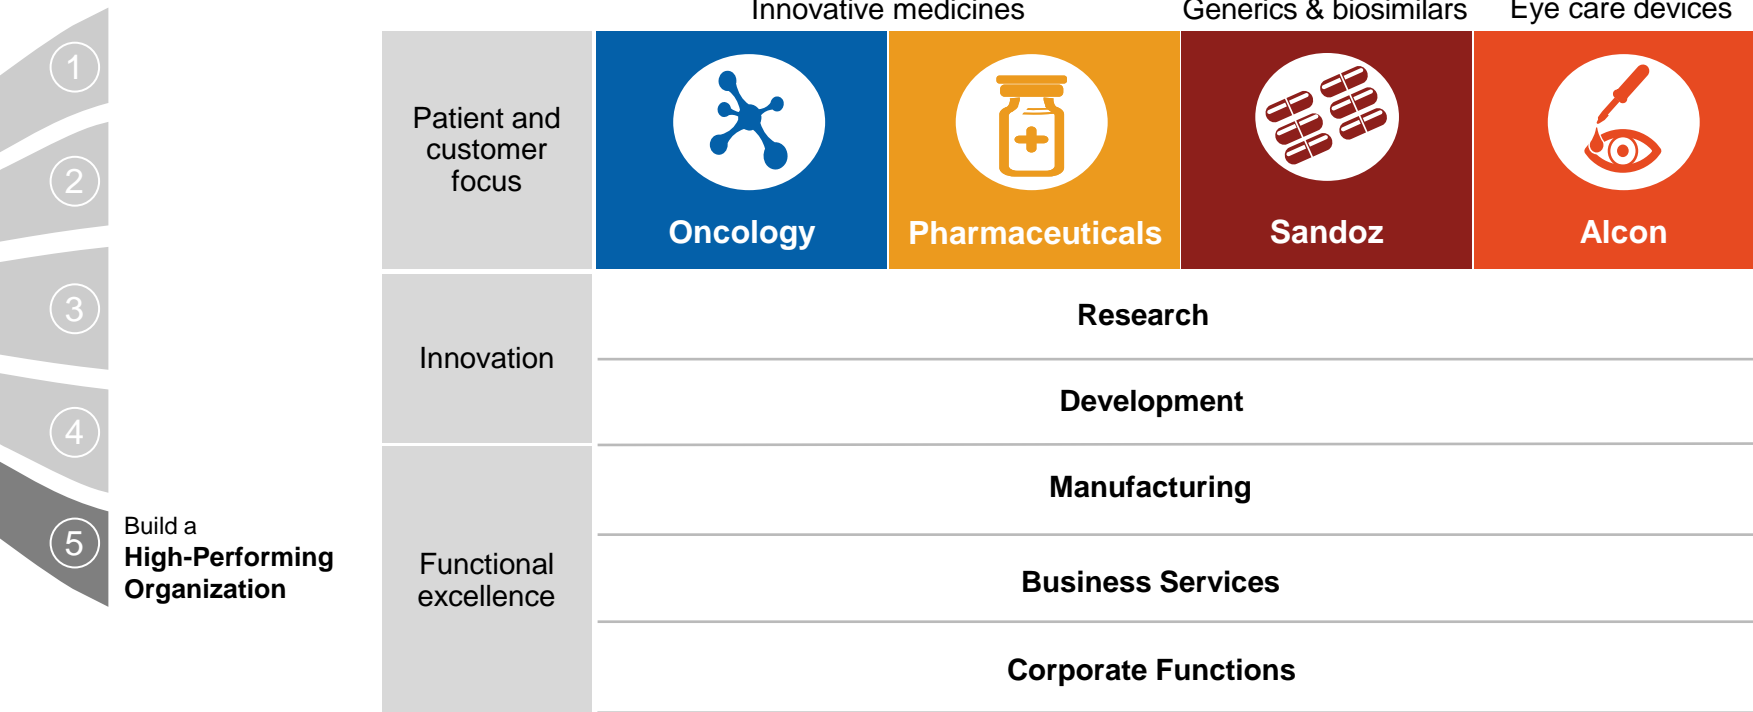 Innovative medicines
Generics & biosimilars
Eye care devices
1
2
3
4
5
Build a
High-Performing
Organization
Patient and
customer
focus
Oncology
Pharmaceuticals
Sandoz
Alcon
Innovation
Research
Development
Functional
excellence
Manufacturing
Business Services
Corporate Functions